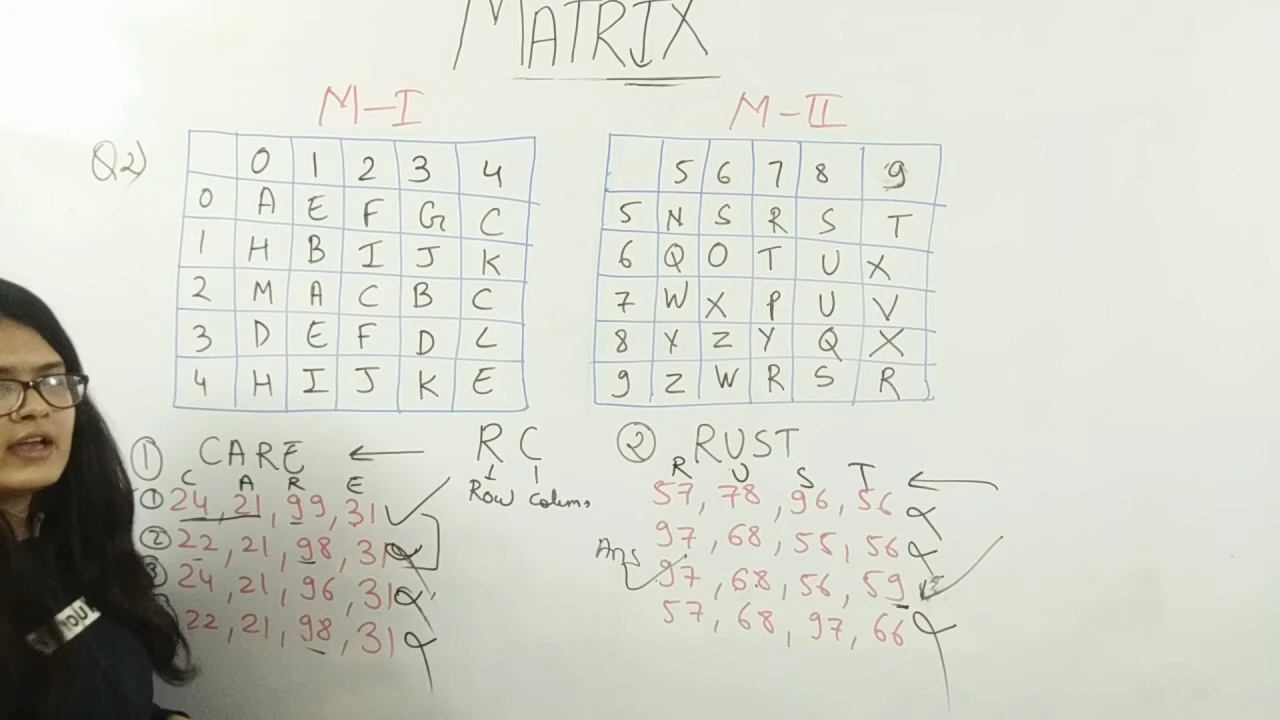 MATRIX
M-I
M-II
Q2)
0 1 2 3 4
0 A E F G C
1 H B I J K
2 M A C B C
3 D E F D L
4 H I J K E
5 6 7 8 9
5 N S R S T
6 Q O T U X
7 W X P U V
8 Y Z Y Q X
9 Z W R S R
① CARE
C A R E
① 24, 21, 99, 31
② 22, 21, 98, 31
3 24, 21, 96, 31
22, 21, 98, 31
R C
Row Column
② RUST
R U S T
57, 78, 96, 56
97, 68, 55, 56
Ans 97, 68, 56, 59
57, 68, 97, 66
YOU